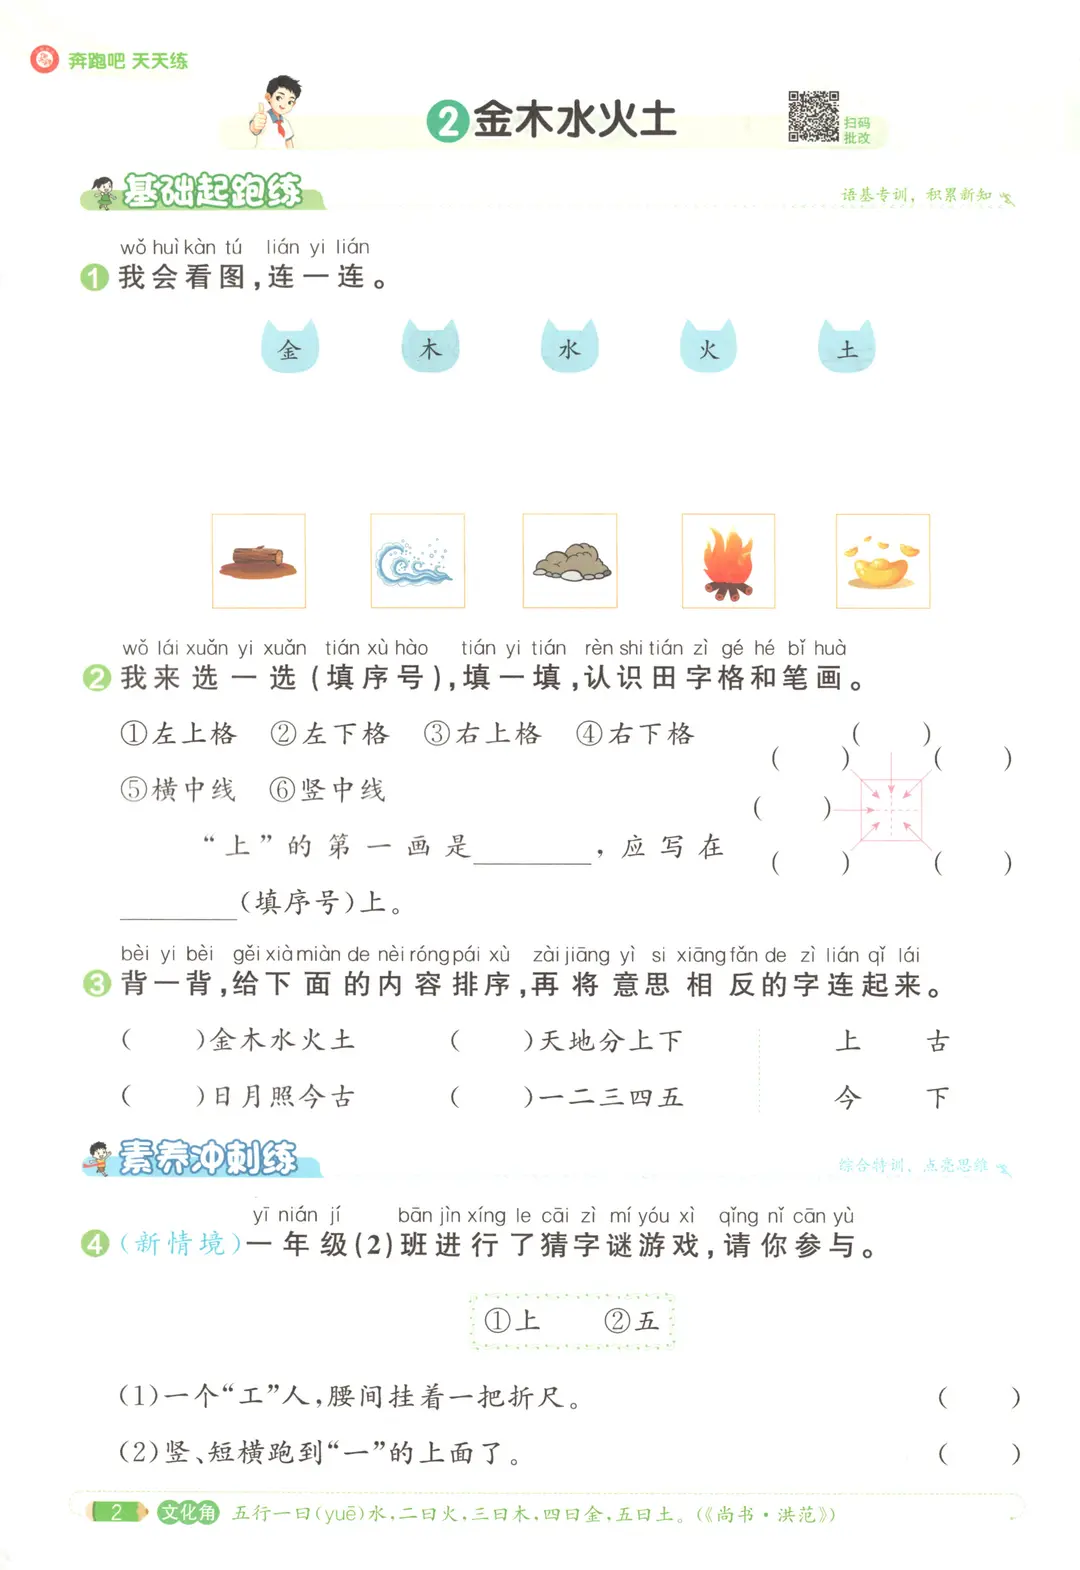 奔跑吧 天天练
2 金木水火土
扫码
批改
基础起跑练
语基专训，积累新知
wǒ huì kàn tú lián yi lián
1 我会看图，连一连。
金 木 水 火 土
wǒ lái xuǎn yi xuǎn tián xù hào tián yi tián rèn shi tián zì gé hé bǐ huà
2 我来选一选（填序号），填一填，认识田字格和笔画。
①左上格 ②左下格 ③右上格 ④右下格
⑤横中线 ⑥竖中线
( )
( ) ( )
( )
( ) ( )
“上”的第一画是________，应写在
________(填序号)上。
bèi yi bèi gěi xià miàn de nèi róng pái xù zài jiāng yì si xiāng fǎn de zì lián qǐ lái
3 背一背，给下面的内容排序，再将意思相反的字连起来。
( )金木水火土 ( )天地分上下 上 古
( )日月照今古 ( )一二三四五 今 下
素养冲刺练
综合特训，点亮思维
yī nián jí bān jìn xíng le cāi zì mí yóu xì qǐng nǐ cān yù
4 (新情境)一年级(2)班进行了猜字谜游戏，请你参与。
①上 ②五
(1)一个“工”人，腰间挂着一把折尺。 ( )
(2)竖、短横跑到“一”的上面了。 ( )
2 文化角 五行一曰(yuē)水，二曰火，三曰木，四曰金，五曰土。(《尚书·洪范》)